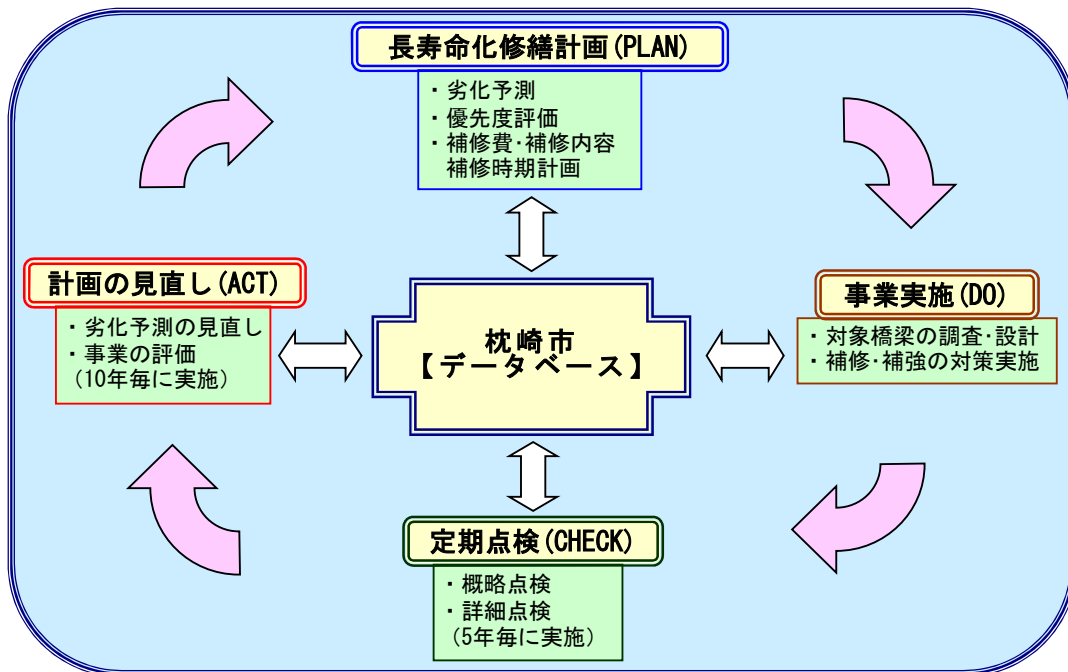 長寿命化修繕計画(PLAN)
・劣化予測
・優先度評価
・補修費･補修内容
補修時期計画
計画の見直し(ACT)
・劣化予測の見直し
・事業の評価
(10年毎に実施)
枕崎市
【データベース】
事業実施(DO)
・対象橋梁の調査･設計
・補修･補強の対策実施
定期点検(CHECK)
・概略点検
・詳細点検
(5年毎に実施)